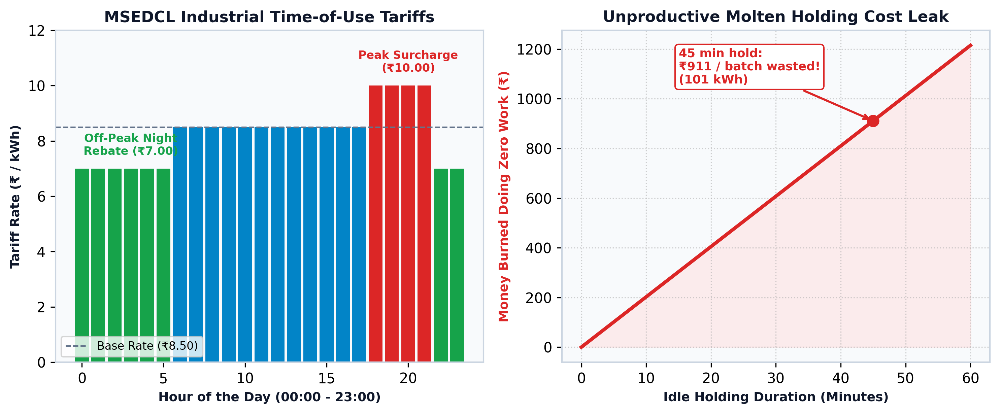 MSEDCL Industrial Time-of-Use Tariffs
Tariff Rate (₹ / kWh)
12
10
8
6
4
2
0
Peak Surcharge
(₹10.00)
Off-Peak Night
Rebate (₹7.00)
Base Rate (₹8.50)
0
5
10
15
20
Hour of the Day (00:00 - 23:00)
Unproductive Molten Holding Cost Leak
Money Burned Doing Zero Work (₹)
1200
1000
800
600
400
200
0
45 min hold:
₹911 / batch wasted!
(101 kWh)
0
10
20
30
40
50
60
Idle Holding Duration (Minutes)